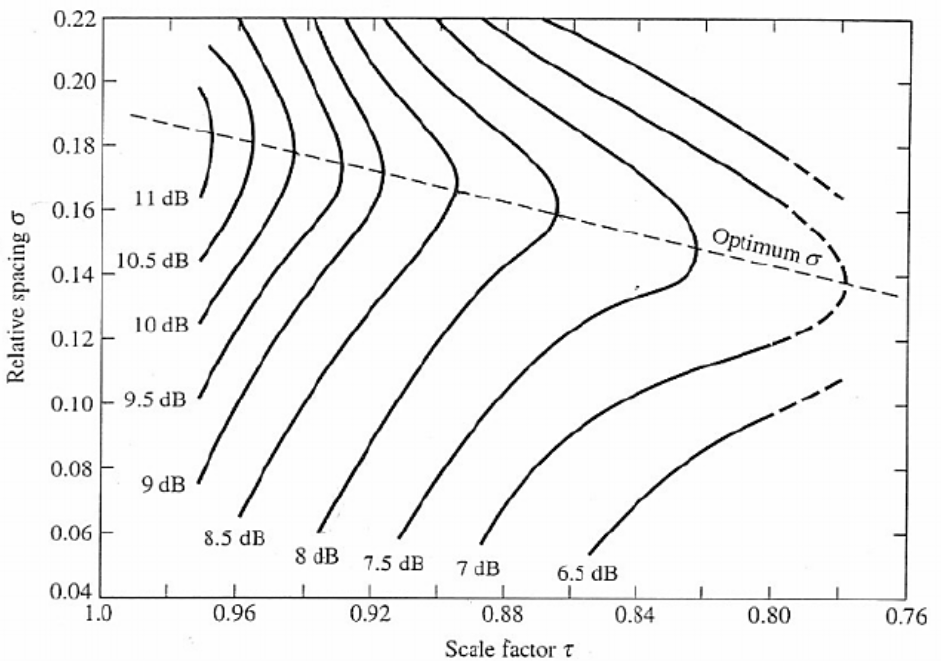 0.22
0.20
0.18
0.16
0.14
0.12
0.10
0.08
0.06
0.04
Relative spacing σ
11 dB
10.5 dB
10 dB
9.5 dB
9 dB
8.5 dB
8 dB
7.5 dB
7 dB
6.5 dB
Optimum σ
1.0 0.96 0.92 0.88 0.84 0.80 0.76
Scale factor τ